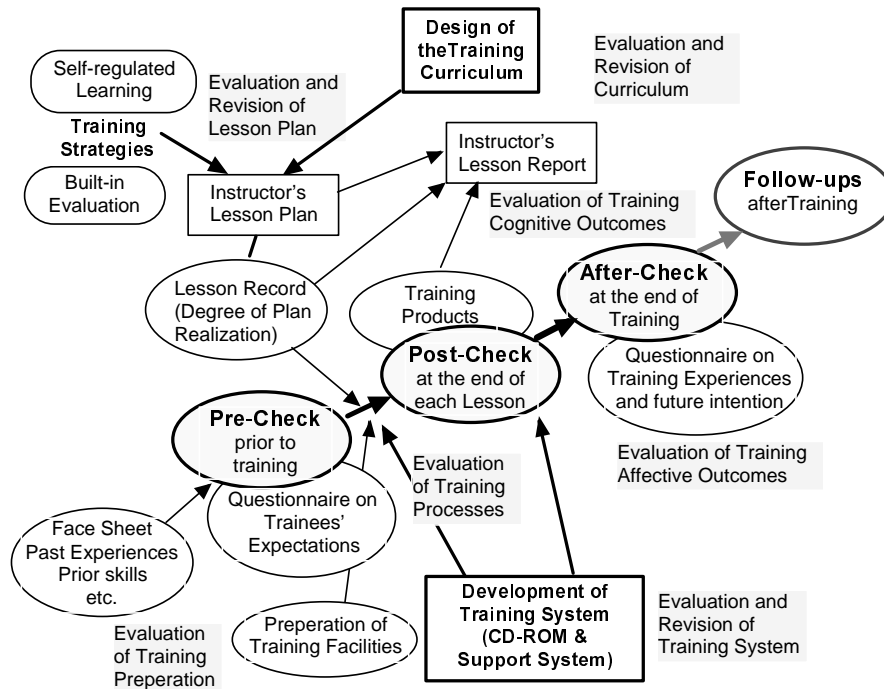 Design of
theTraining
Curriculum
Evaluation and
Revision of
Curriculum
Self-regulated
Learning
Evaluation and
Revision of
Lesson Plan
Training
Strategies
Built-in
Evaluation
Instructor's
Lesson Plan
Instructor's
Lesson Report
Evaluation of Training
Cognitive Outcomes
Follow-ups
afterTraining
Lesson Record
(Degree of Plan
Realization)
Training
Products
After-Check
at the end of
Training
Post-Check
at the end of
each Lesson
Questionnaire on
Training Experiences
and future intention
Pre-Check
prior to
training
Evaluation of Training
Affective Outcomes
Evaluation
of Training
Processes
Questionnaire on
Trainees'
Expectations
Face Sheet
Past Experiences
Prior skills
etc.
Preperation of
Training Facilities
Evaluation
of Training
Preperation
Development of
Training System
(CD-ROM &
Support System)
Evaluation and
Revision of
Training System